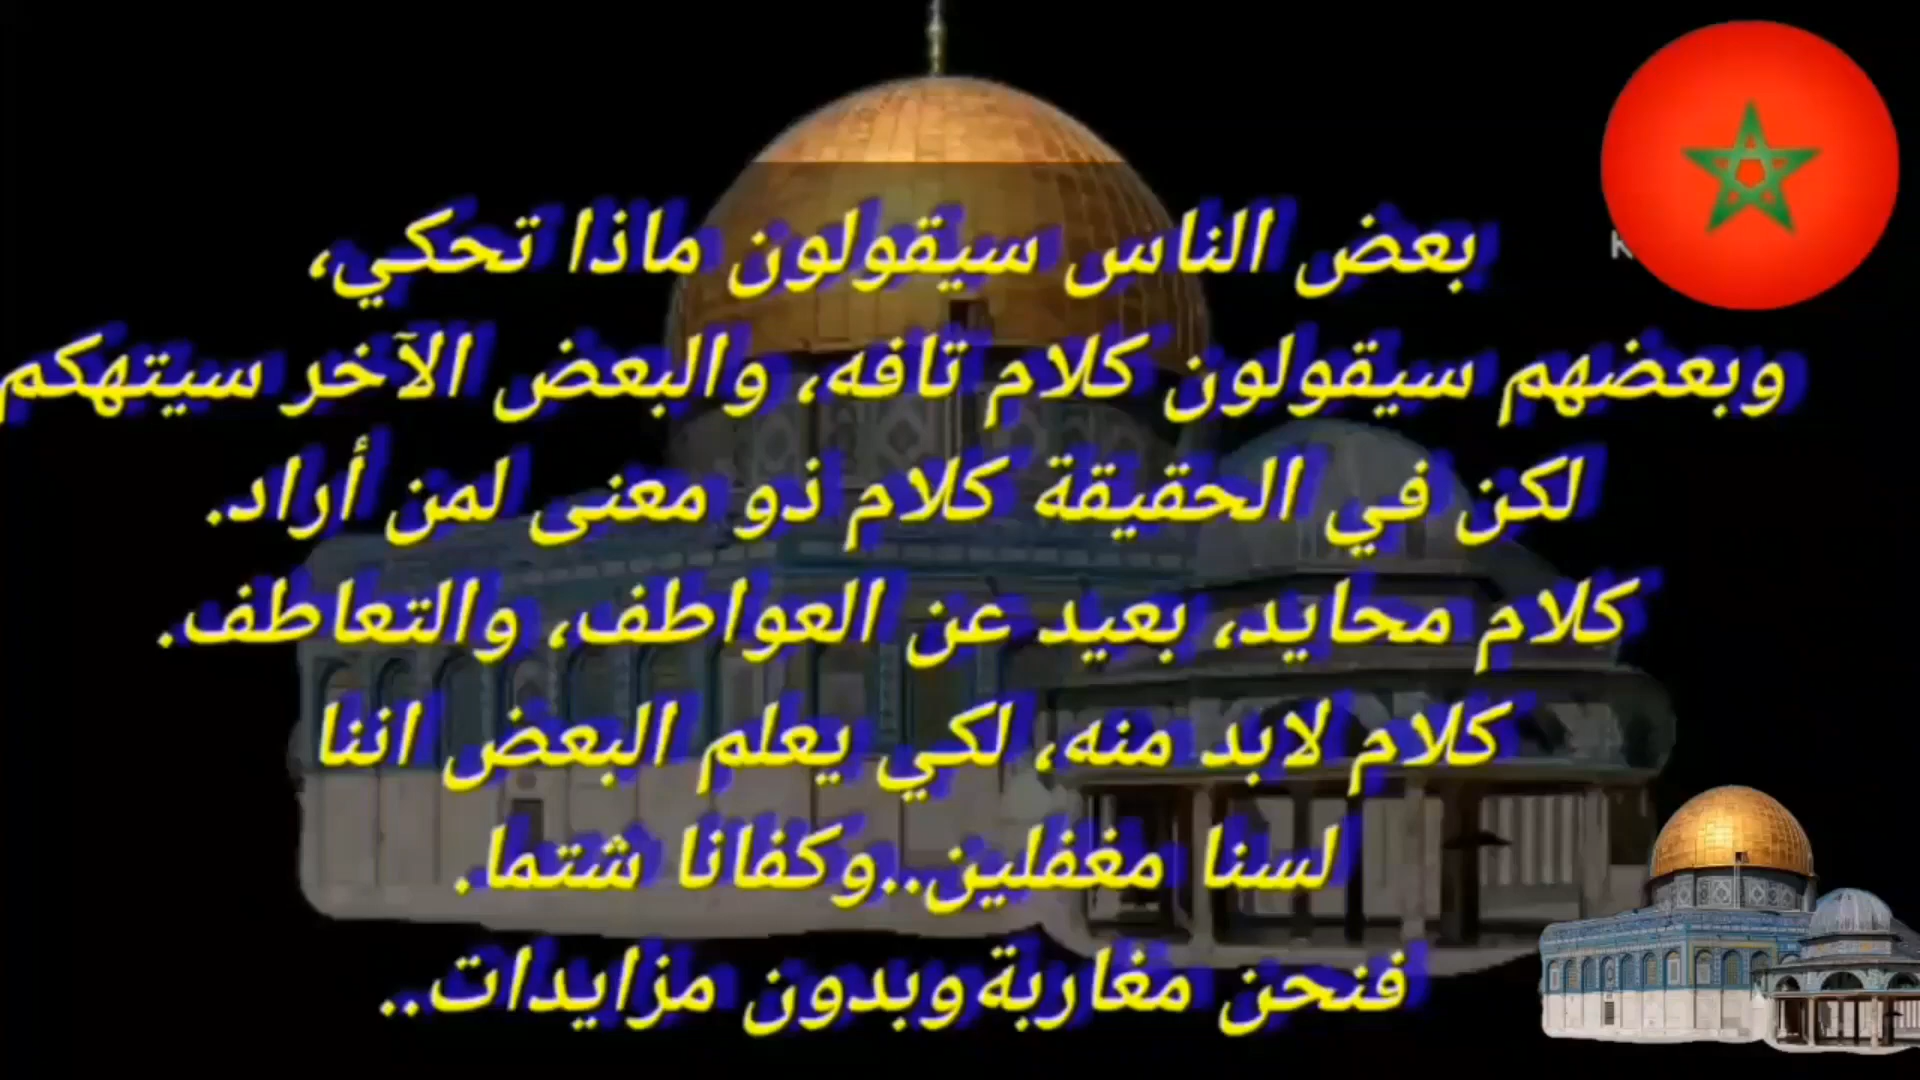 بعض الناس سيقولون ماذا تحكي،
وبعضهم سيقولون كلام تافه، والبعض الآخر سيتهكم
لكن في الحقيقة كلام ذو معنى لمن أراد.
كلام محايد، بعيد عن العواطف، والتعاطف.
كلام لابد منه، لكي يعلم البعض اننا
لسنا مغفلين..وكفانا شتما.
فنحن مغاربة وبدون مزايدات..